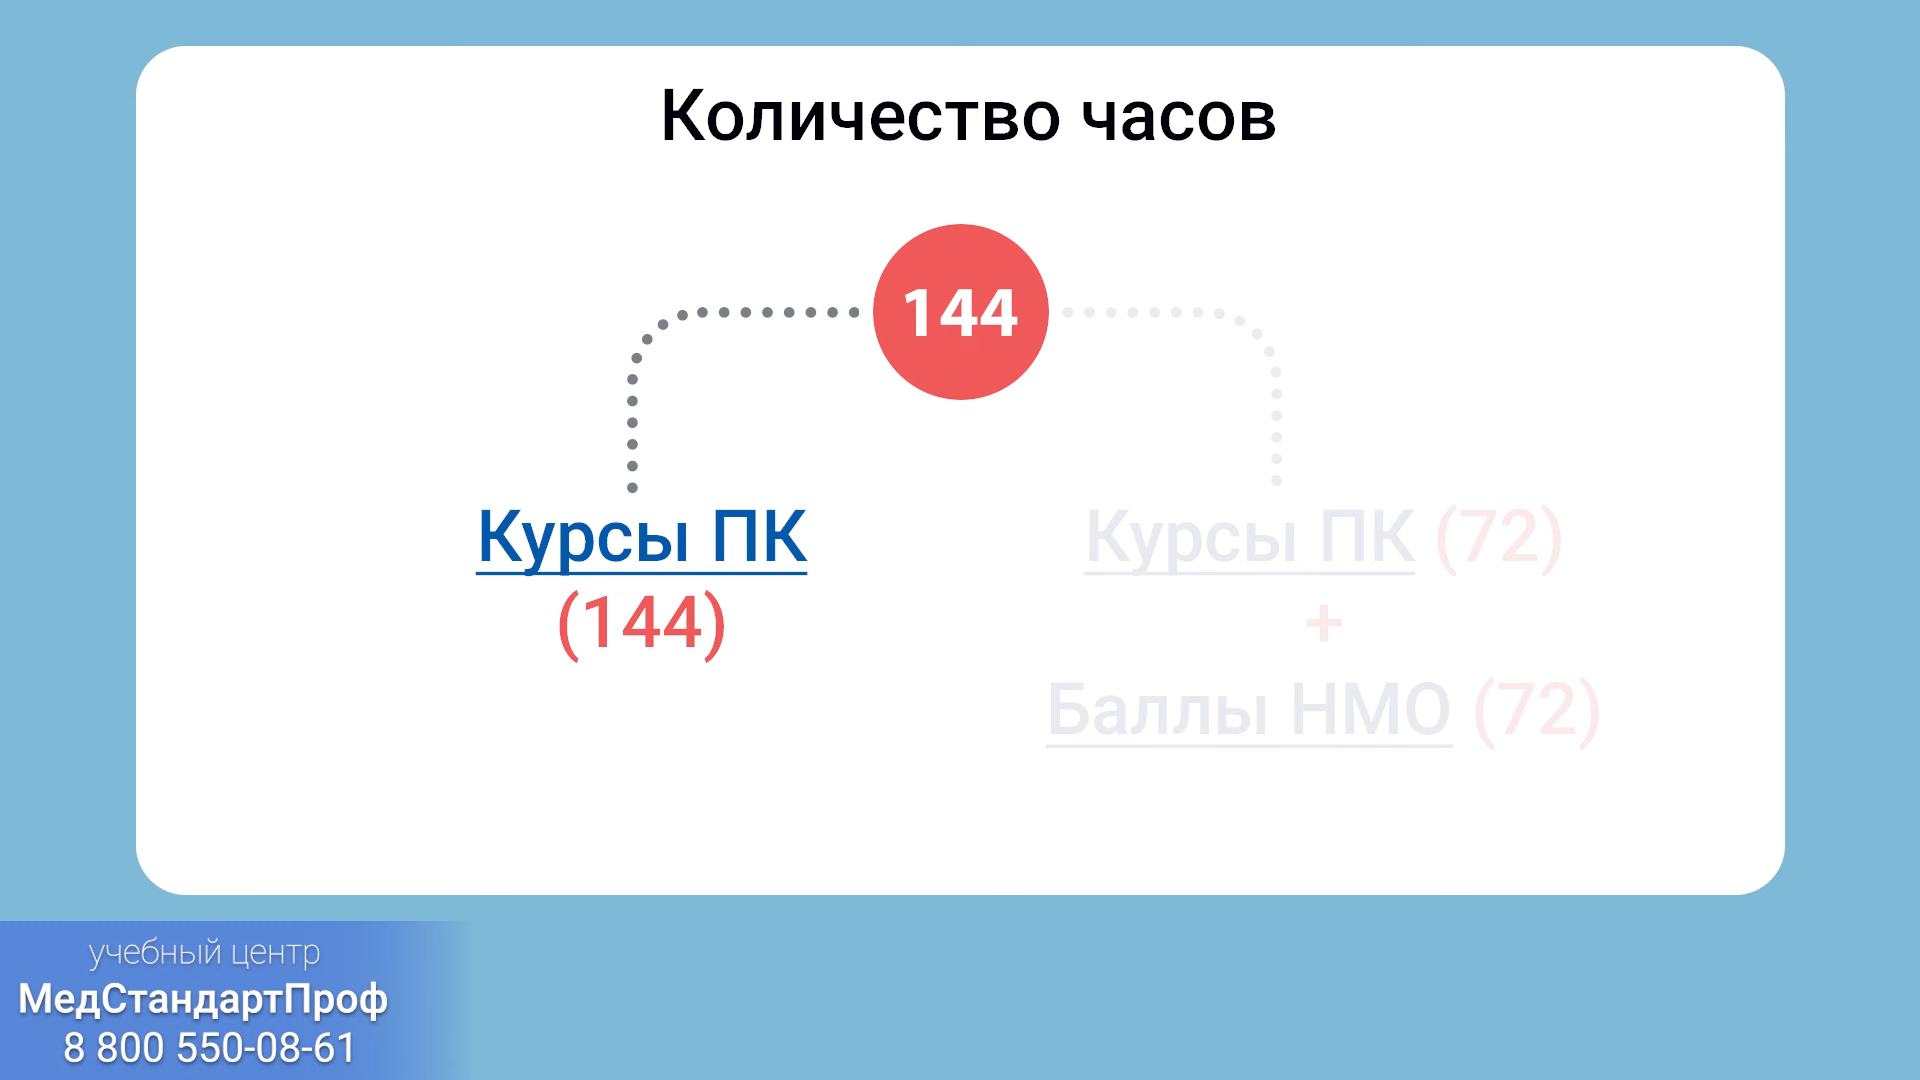 Количество часов
144
Курсы ПК
(144)
Курсы ПК (72)
+
Баллы НМО (72)
учебный центр
МедСтандартПроф
8 800 550-08-61